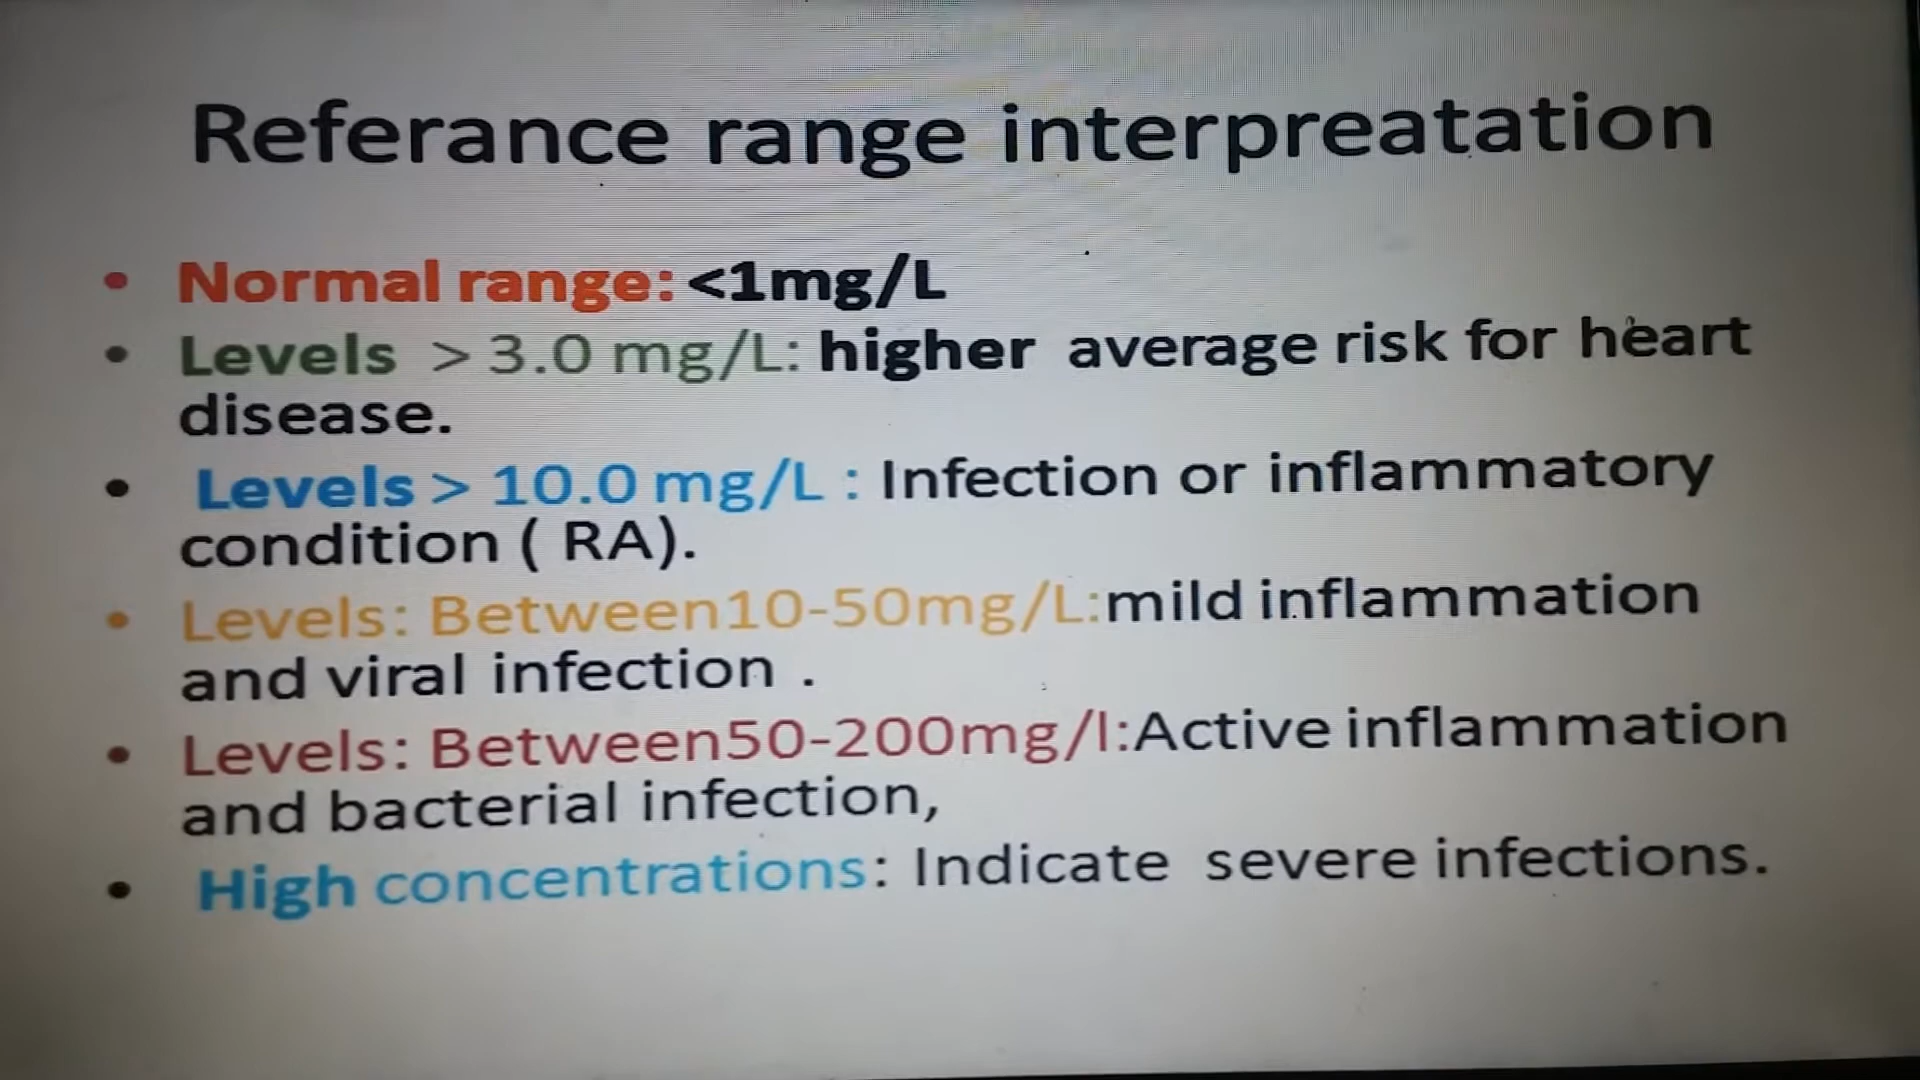 Referance range interpreatation
• Normal range: <1mg/L
• Levels > 3.0 mg/L: higher average risk for heart
disease.
• Levels > 10.0 mg/L : Infection or inflammatory
condition ( RA).
• Levels: Between10-50mg/L:mild inflammation
and viral infection .
• Levels: Between50-200mg/l:Active inflammation
and bacterial infection,
• High concentrations: Indicate severe infections.